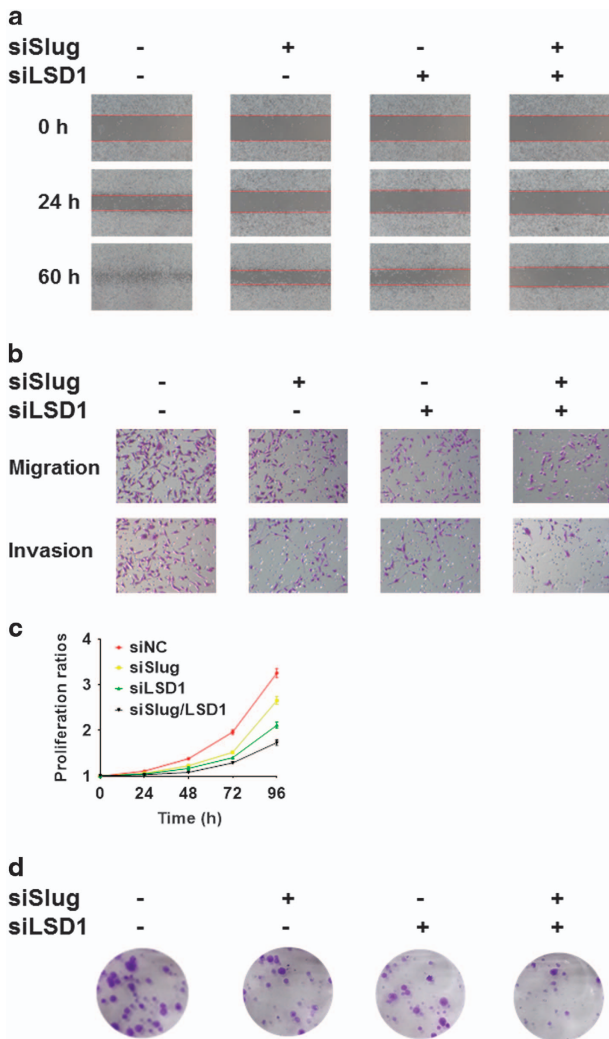 a
siSlug - + - +
siLSD1 - - + +
0 h
24 h
60 h
b
siSlug - + - +
siLSD1 - - + +
Migration
Invasion
c
Proliferation ratios
4
3
2
1
siNC
siSlug
siLSD1
siSlug/LSD1
0 24 48 72 96
Time (h)
d
siSlug - + - +
siLSD1 - - + +